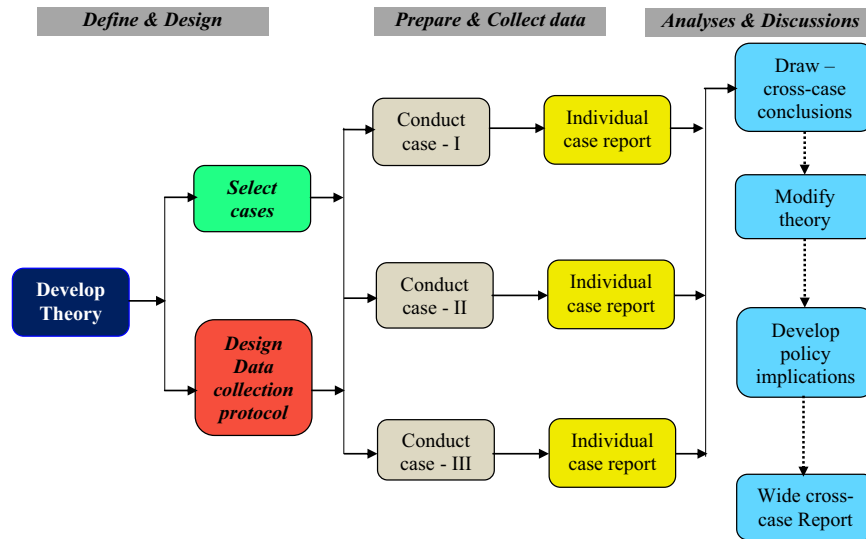 Define & Design
Prepare & Collect data
Analyses & Discussions
Develop
Theory
Select
cases
Design
Data
collection
protocol
Conduct
case - I
Individual
case report
Conduct
case - II
Individual
case report
Conduct
case - III
Individual
case report
Draw –
cross-case
conclusions
Modify
theory
Develop
policy
implications
Wide cross-
case Report